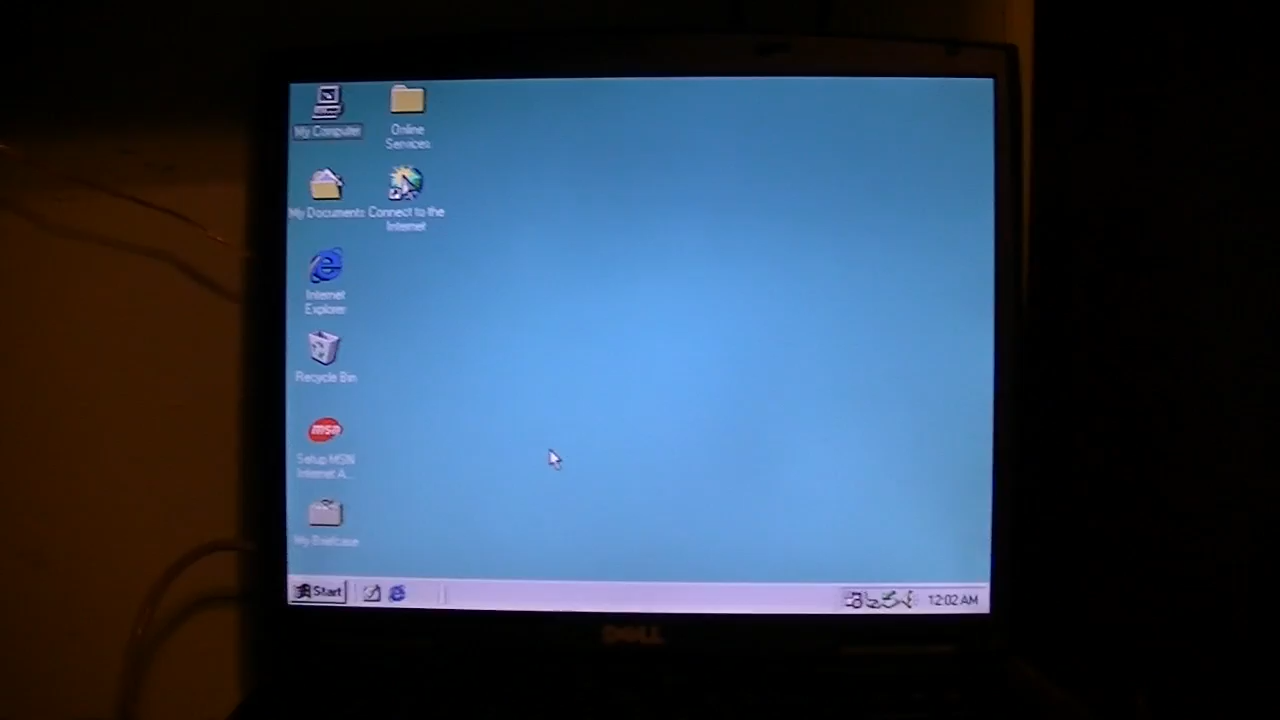 My Computer
Online
Services
My Documents
Connect to the
Internet
Internet
Explorer
Recycle Bin
msn
Setup MSN
Internet A...
My Briefcase
Start
12:02 AM
DELL